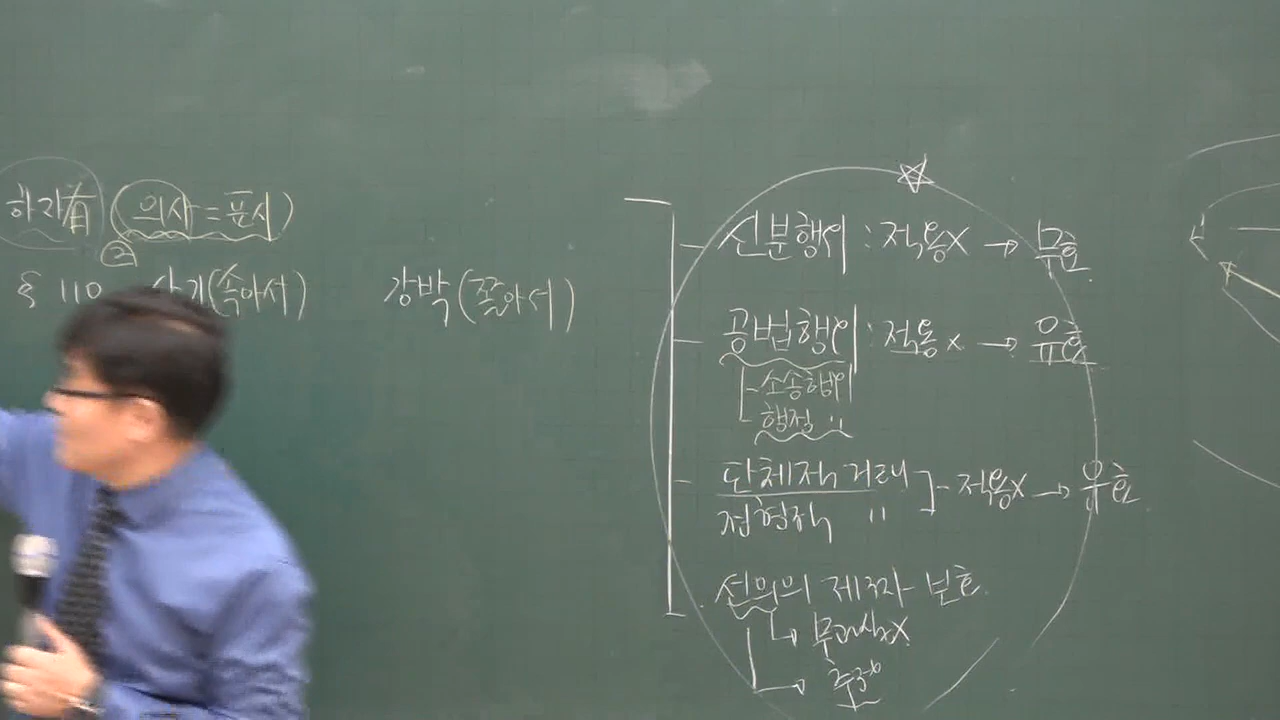 하자有 (의사=표시)
②
§ 110 사기(속아서) 강박(쫄아서)
신분행위 : 적용X → 무효
공법행위 : 적용X → 유효
- 소송행위
- 행정 〃
단체적 거래
정형적 〃 ] - 적용X → 유효
선의의 제3자 보호
→ 무과실X
→ 추정